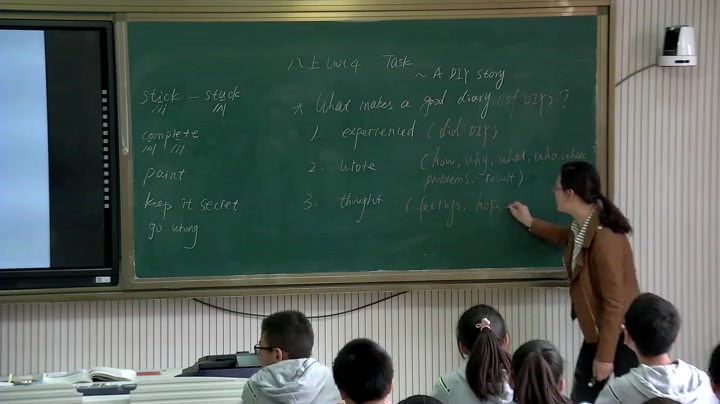 八上 Unit 4 Task
~ A DIY story
stick - stuck
/ɪ/ /ʌ/
complete
/ə/ /iː/
paint
keep it secret
go wrong
* What makes a good diary (of DIY)?
1. experienced (did DIY)
2. wrote (how, why, what, who, where
problems, result)
3. thought. (feelings, hope